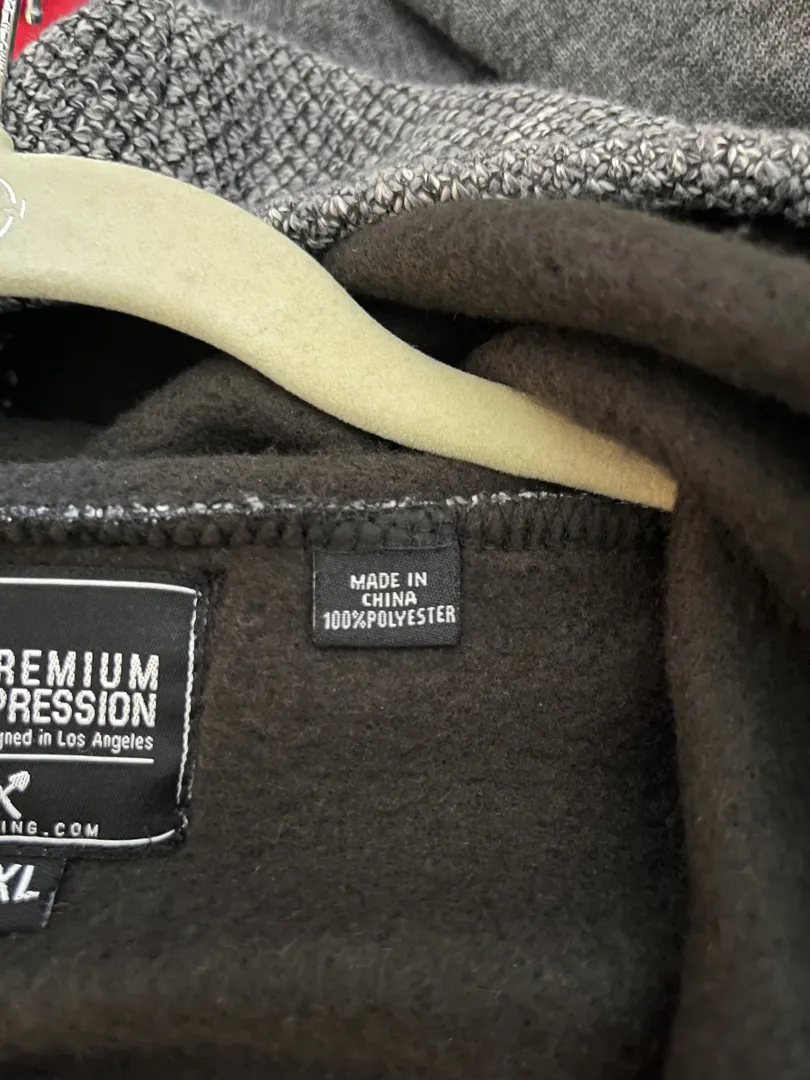 REMIUM
PRESSION
gned in Los Angeles
ING.COM
XL
MADE IN
CHINA
100%POLYESTER